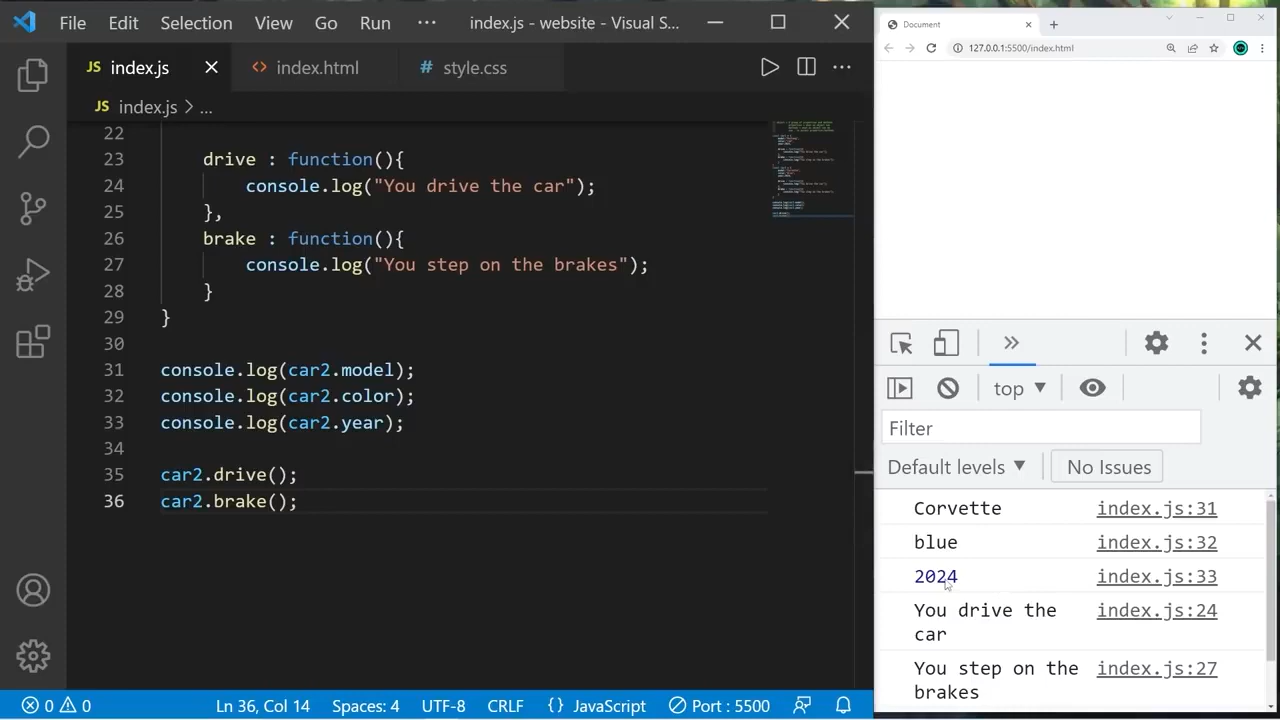 File Edit Selection View Go Run ··· index.js - website - Visual S...
JS index.js × <> index.html # style.css
JS index.js > ...
22
23 drive : function(){
24 console.log("You drive the car");
25 },
26 brake : function(){
27 console.log("You step on the brakes");
28 }
29 }
30
31 console.log(car2.model);
32 console.log(car2.color);
33 console.log(car2.year);
34
35 car2.drive();
36 car2.brake();
0 0 Ln 36, Col 14 Spaces: 4 UTF-8 CRLF {} JavaScript Port : 5500
Document
127.0.0.1:5500/index.html
top
Filter
Default levels No Issues
Corvette index.js:31
blue index.js:32
2024 index.js:33
You drive the index.js:24
car
You step on the index.js:27
brakes